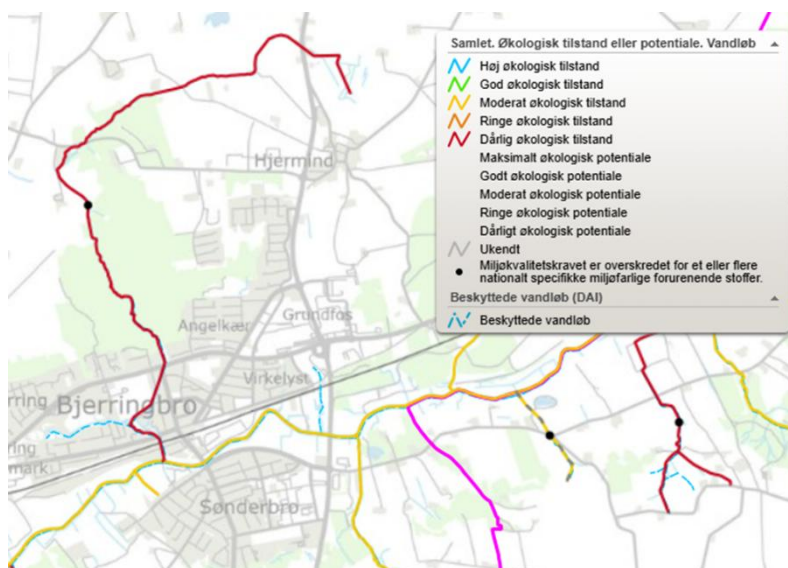 Samlet. Økologisk tilstand eller potentiale. Vandløb
Høj økologisk tilstand
God økologisk tilstand
Moderat økologisk tilstand
Ringe økologisk tilstand
Dårlig økologisk tilstand
Maksimalt økologisk potentiale
Godt økologisk potentiale
Moderat økologisk potentiale
Ringe økologisk potentiale
Dårligt økologisk potentiale
Ukendt
Miljøkvalitetskravet er overskredet for et eller flere
nationalt specifikke miljøfarlige forurenende stoffer.
Beskyttede vandløb (DAI)
Beskyttede vandløb
Hjermind
Angelkær
Grundfos
Virkelyst
rring
Bjerringbro
ring
mark
Sønderbro